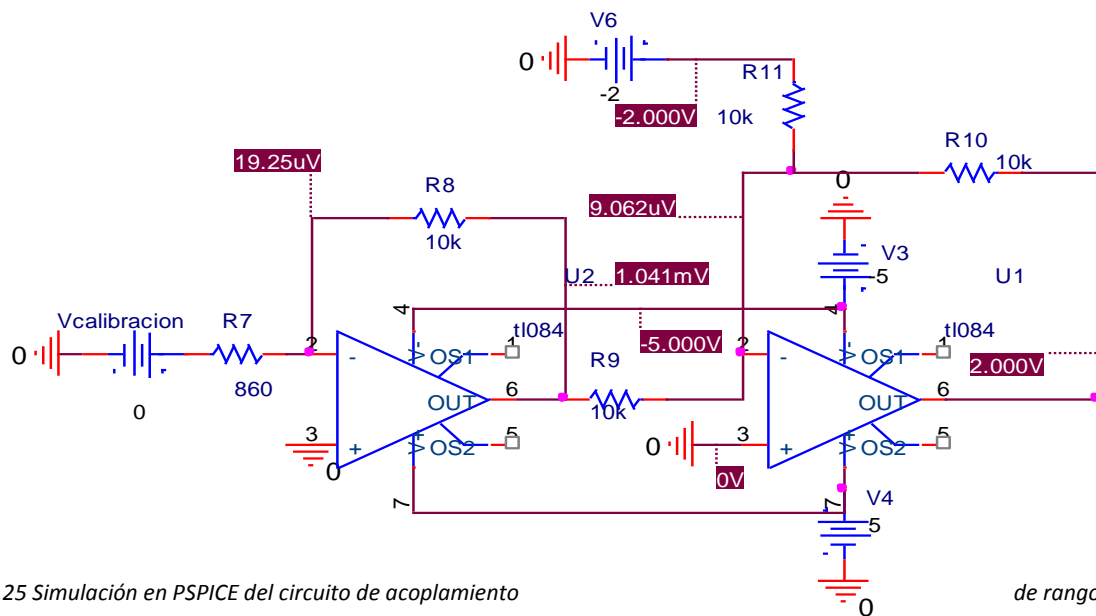 V6
0
-2
-2.000V
R11
10k
R10
10k
19.25uV
R8
10k
9.062uV
0
V3
-5
U2
1.041mV
U1
Vcalibracion
R7
4
4
tl084
-5.000V
tl084
0
860
0
2
-
V-
OS1
1
R9
10k
2
-
V-
OS1
1
2.000V
OUT
6
OUT
6
3
+
V+
OS2
5
0
0
3
+
V+
OS2
5
0V
7
7
V4
5
0
25 Simulación en PSPICE del circuito de acoplamiento
de rango